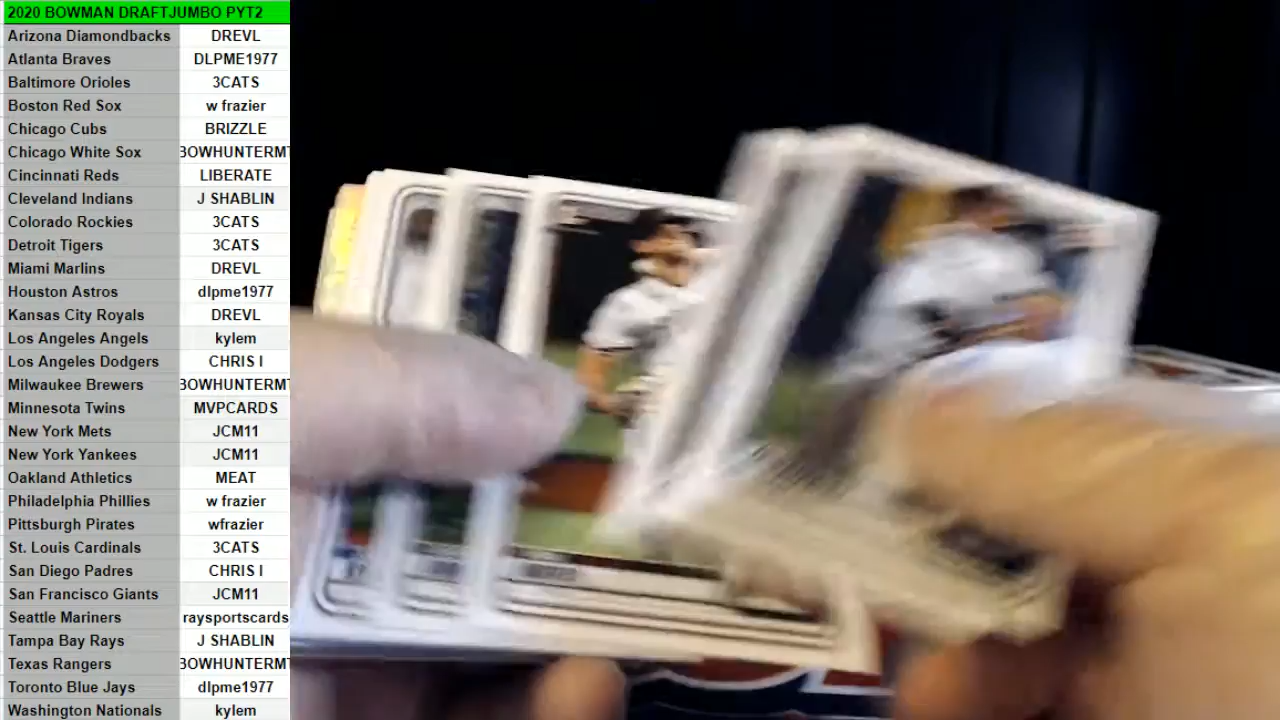 2020 BOWMAN DRAFTJUMBO PYT2
Arizona Diamondbacks DREVL
Atlanta Braves DLPME1977
Baltimore Orioles 3CATS
Boston Red Sox w frazier
Chicago Cubs BRIZZLE
Chicago White Sox BOWHUNTERMT
Cincinnati Reds LIBERATE
Cleveland Indians J SHABLIN
Colorado Rockies 3CATS
Detroit Tigers 3CATS
Miami Marlins DREVL
Houston Astros dlpme1977
Kansas City Royals DREVL
Los Angeles Angels kylem
Los Angeles Dodgers CHRIS I
Milwaukee Brewers BOWHUNTERMT
Minnesota Twins MVPCARDS
New York Mets JCM11
New York Yankees JCM11
Oakland Athletics MEAT
Philadelphia Phillies w frazier
Pittsburgh Pirates wfrazier
St. Louis Cardinals 3CATS
San Diego Padres CHRIS I
San Francisco Giants JCM11
Seattle Mariners raysportscards
Tampa Bay Rays J SHABLIN
Texas Rangers BOWHUNTERMT
Toronto Blue Jays dlpme1977
Washington Nationals kylem